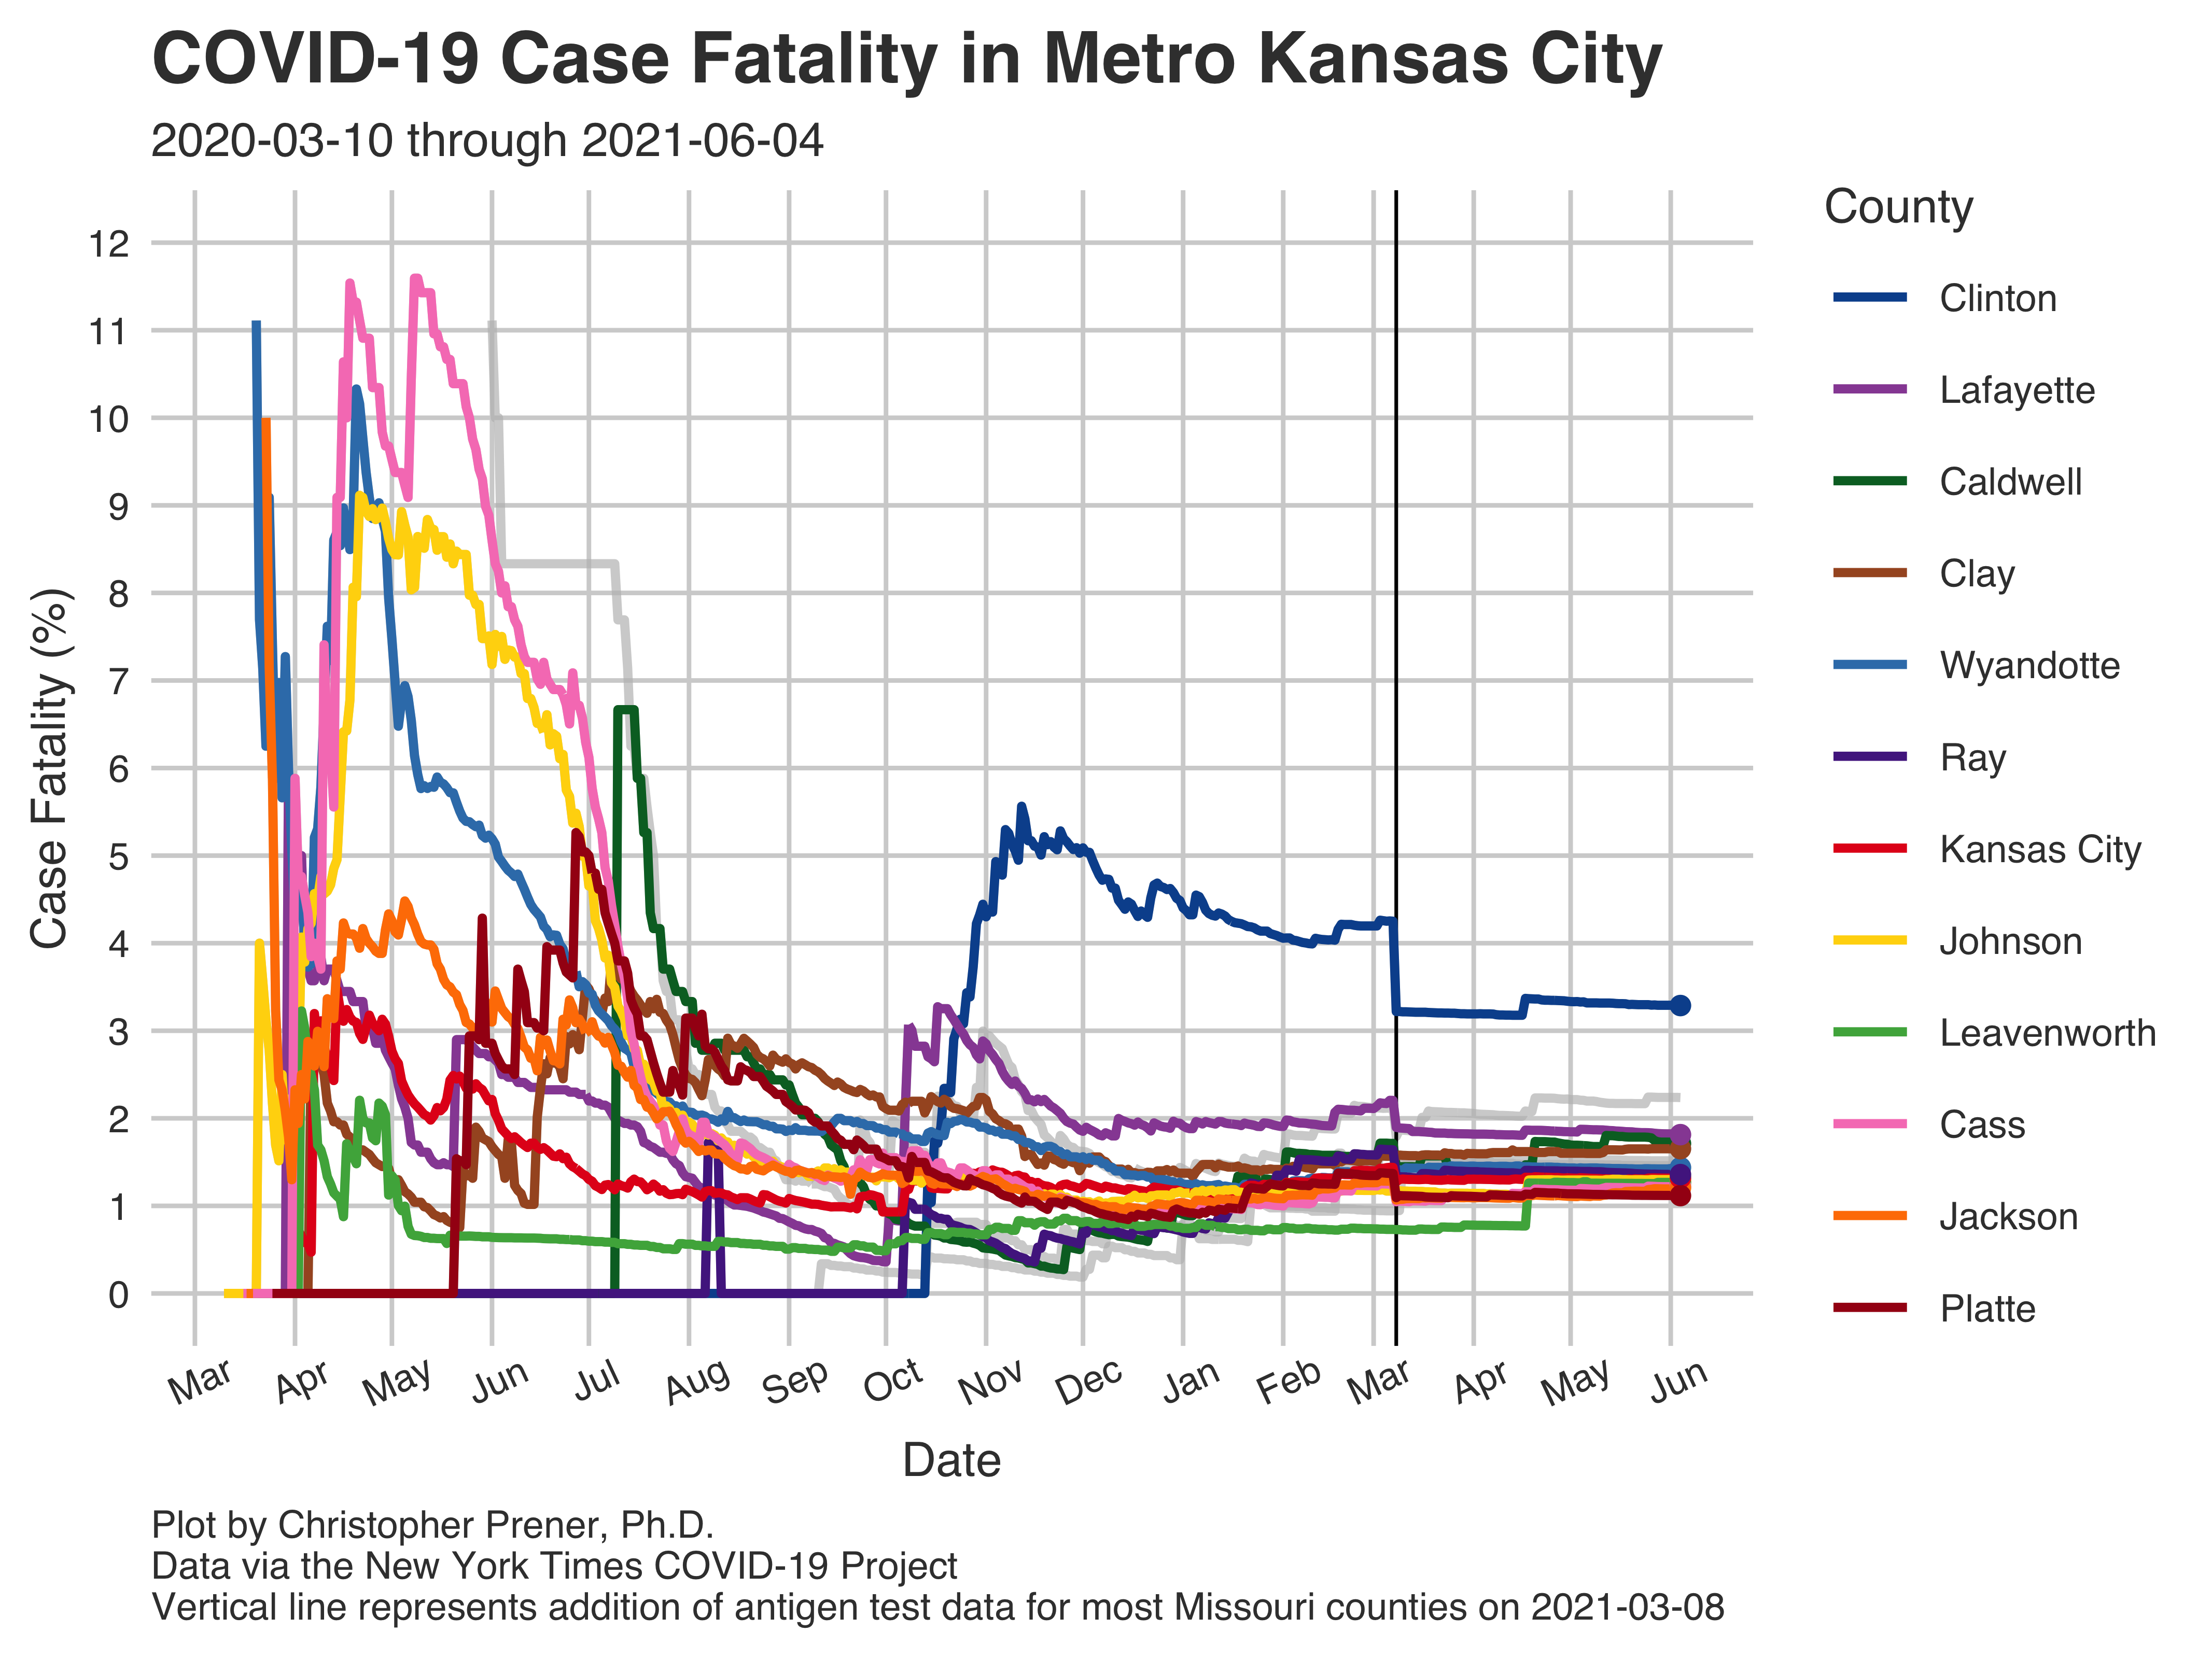 COVID-19 Case Fatality in Metro Kansas City
2020-03-10 through 2021-06-04
County
Clinton
Lafayette
Caldwell
Clay
Wyandotte
Ray
Kansas City
Johnson
Leavenworth
Cass
Jackson
Platte
Case Fatality (%)
12
11
10
9
8
7
6
5
4
3
2
1
0
Mar Apr May Jun Jul Aug Sep Oct Nov Dec Jan Feb Mar Apr May Jun
Date
Plot by Christopher Prener, Ph.D.
Data via the New York Times COVID-19 Project
Vertical line represents addition of antigen test data for most Missouri counties on 2021-03-08